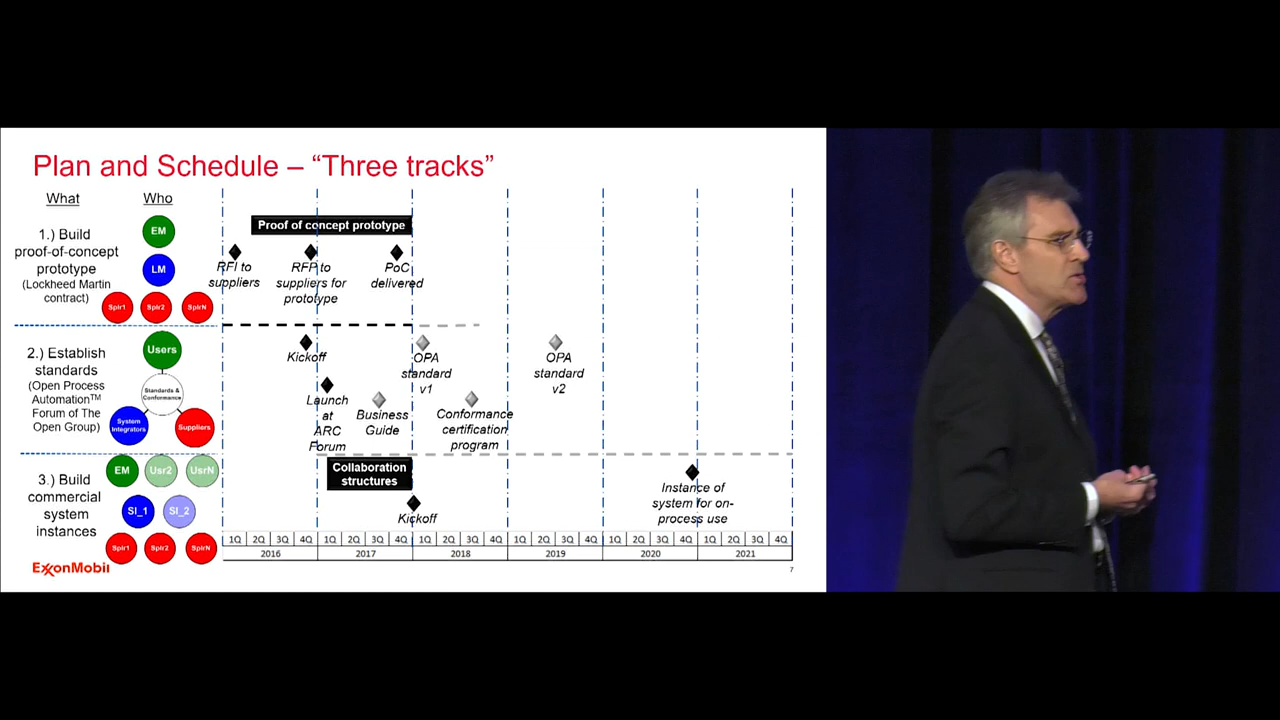 Plan and Schedule – “Three tracks”
What
Who
1.) Build
proof-of-concept
prototype
(Lockheed Martin
contract)
EM
LM
Splr1 Splr2 SplrN
Proof of concept prototype
RFI to
suppliers
RFP to
suppliers for
prototype
PoC
delivered
2.) Establish
standards
(Open Process
Automation™
Forum of The
Open Group)
Users
Standards &
Conformance
System
Integrators
Suppliers
Kickoff
Launch
at
ARC
Forum
Business
Guide
OPA
standard
v1
Conformance
certification
program
OPA
standard
v2
3.) Build
commercial
system
instances
EM Usr2 UsrN
SI_1 SI_2
Splr1 Splr2 SplrN
Collaboration
structures
Kickoff
Instance of
system for on-
process use
1Q 2Q 3Q 4Q 1Q 2Q 3Q 4Q 1Q 2Q 3Q 4Q 1Q 2Q 3Q 4Q 1Q 2Q 3Q 4Q 1Q 2Q 3Q 4Q
2016 2017 2018 2019 2020 2021
ExxonMobil
7